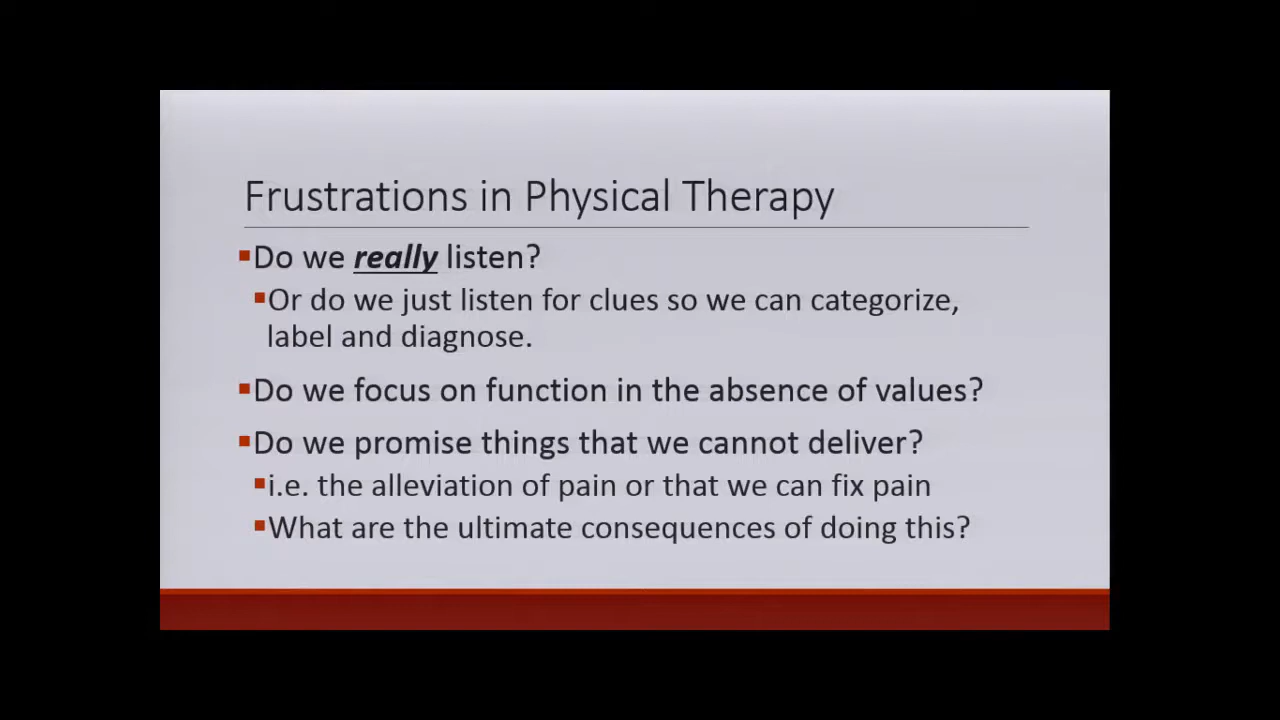 Frustrations in Physical Therapy
Do we really listen?
Or do we just listen for clues so we can categorize,
label and diagnose.
Do we focus on function in the absence of values?
Do we promise things that we cannot deliver?
i.e. the alleviation of pain or that we can fix pain
What are the ultimate consequences of doing this?